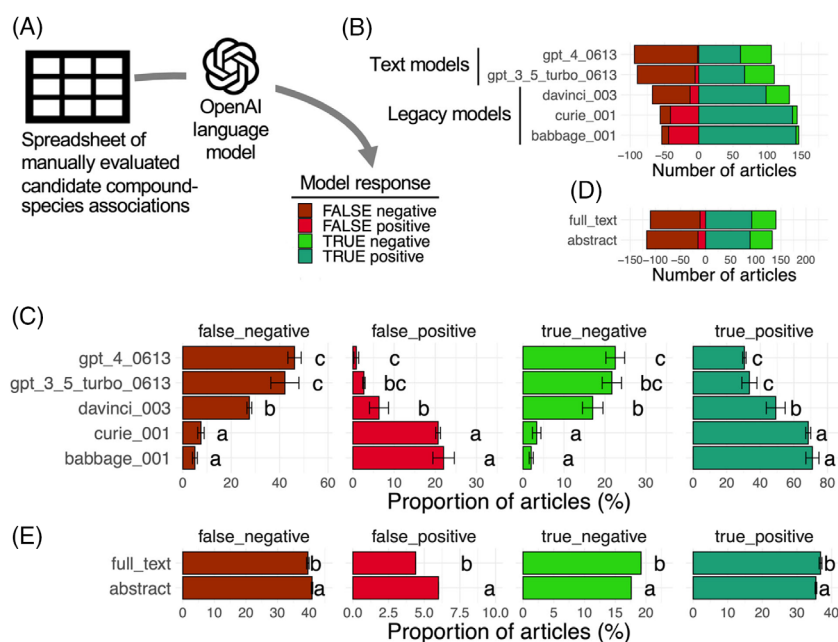 (A)
OpenAI
language
model
Spreadsheet of
manually evaluated
candidate compound-
species associations
Model response
FALSE negative
FALSE positive
TRUE negative
TRUE positive
(B)
Text models
Legacy models
gpt_4_0613
gpt_3_5_turbo_0613
davinci_003
curie_001
babbage_001
-100 -50 0 50 100 150
Number of articles
(D)
full_text
abstract
-150 -100 -50 0 50 100 150 200
Number of articles
(C)
false_negative false_positive true_negative true_positive
gpt_4_0613 c c c c
gpt_3_5_turbo_0613 c bc bc c
davinci_003 b b b b
curie_001 a a a a
babbage_001 a a a a
0 20 40 60 0 10 20 30 0 10 20 30 0 20 40 60 80
Proportion of articles (%)
(E)
false_negative false_positive true_negative true_positive
full_text b b b b
abstract a a a a
0 10 20 30 40 0.0 2.5 5.0 7.5 10.0 0 5 10 15 20 0 10 20 30 40
Proportion of articles (%)